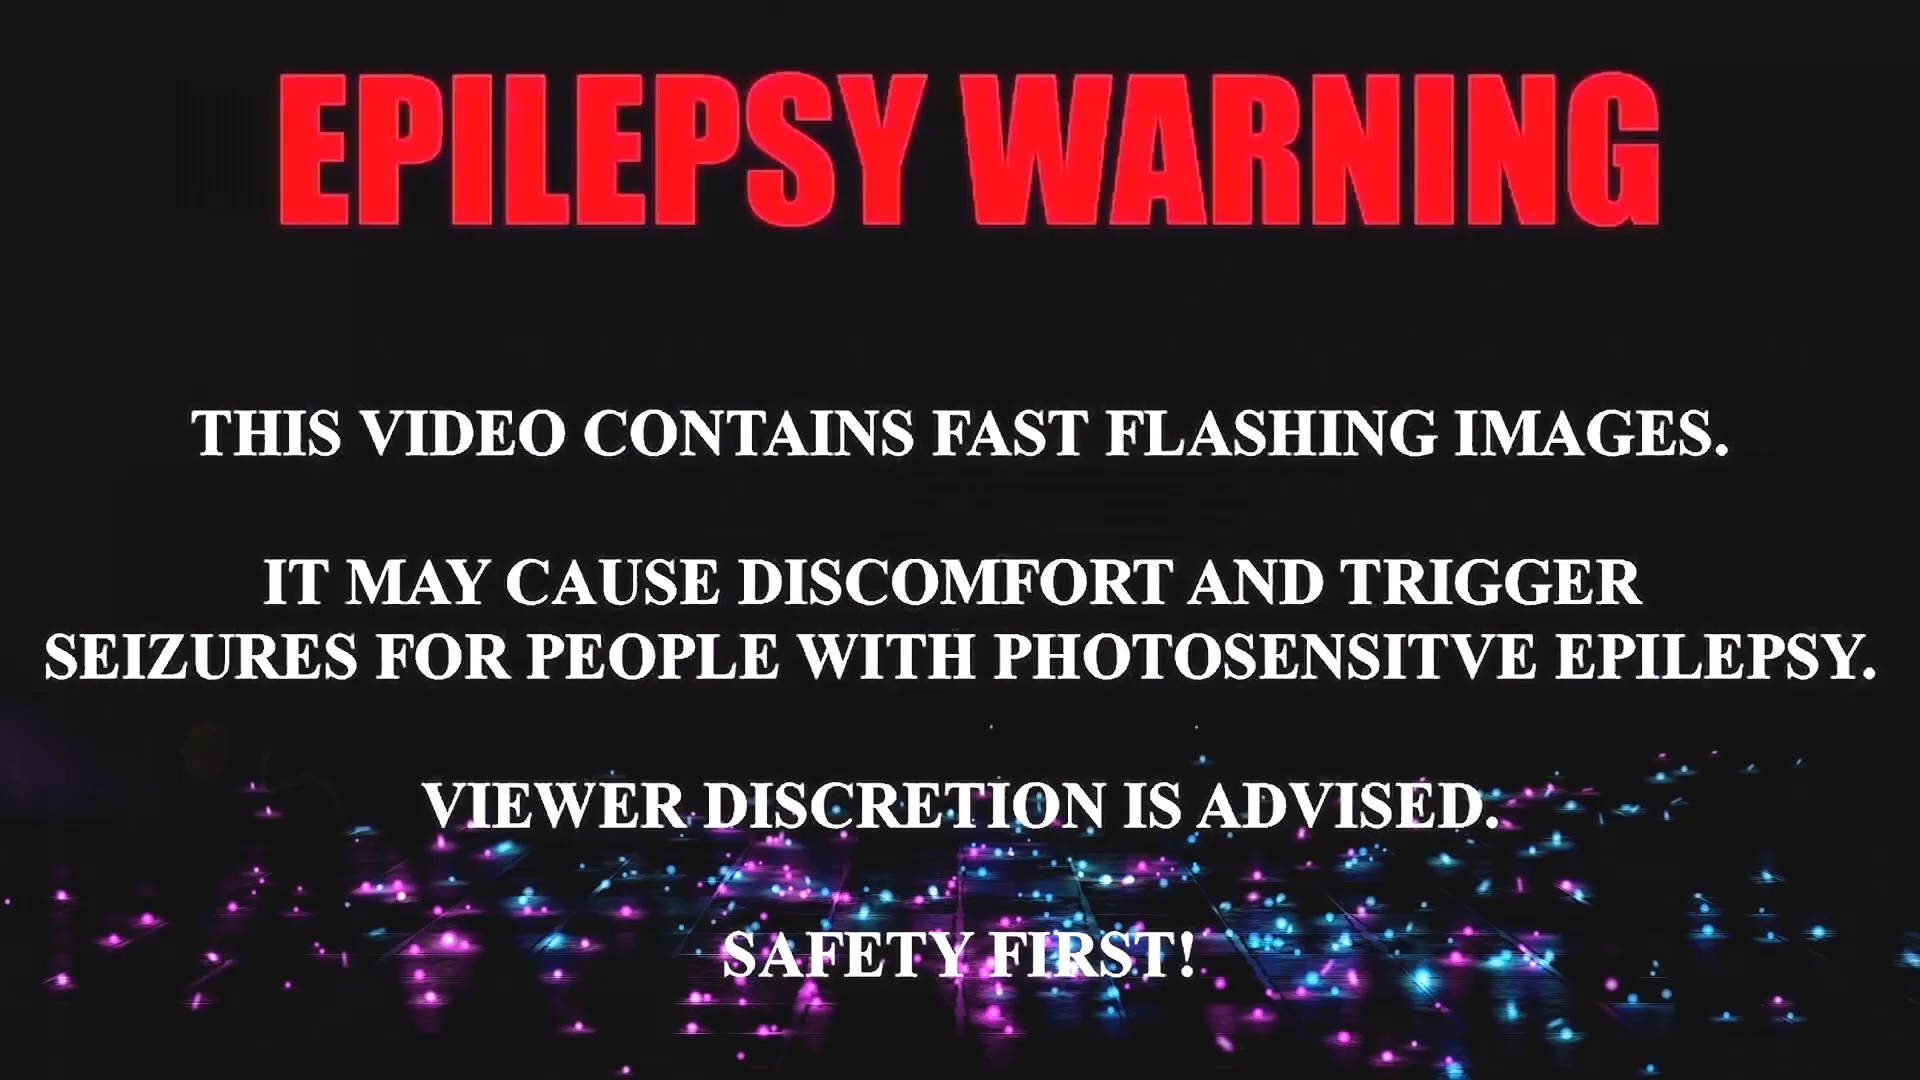 EPILEPSY WARNING
THIS VIDEO CONTAINS FAST FLASHING IMAGES.
IT MAY CAUSE DISCOMFORT AND TRIGGER
SEIZURES FOR PEOPLE WITH PHOTOSENSITVE EPILEPSY.
VIEWER DISCRETION IS ADVISED.
SAFETY FIRST!